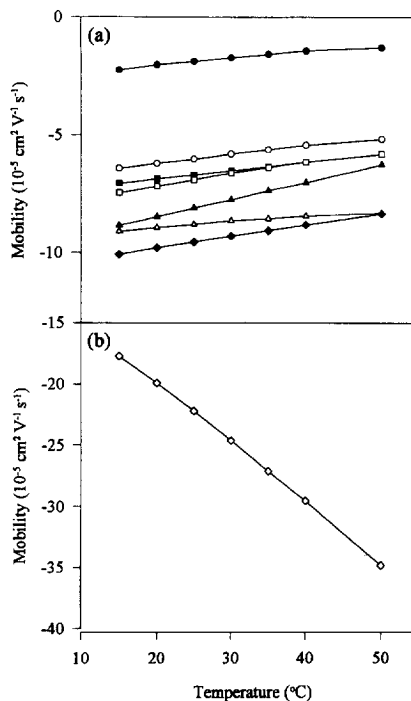 (a)
0
-5
-10
-15
Mobility (10⁻⁵ cm² V⁻¹ s⁻¹)
(b)
-20
-25
-30
-35
-40
Mobility (10⁻⁵ cm² V⁻¹ s⁻¹)
10 20 30 40 50
Temperature (°C)